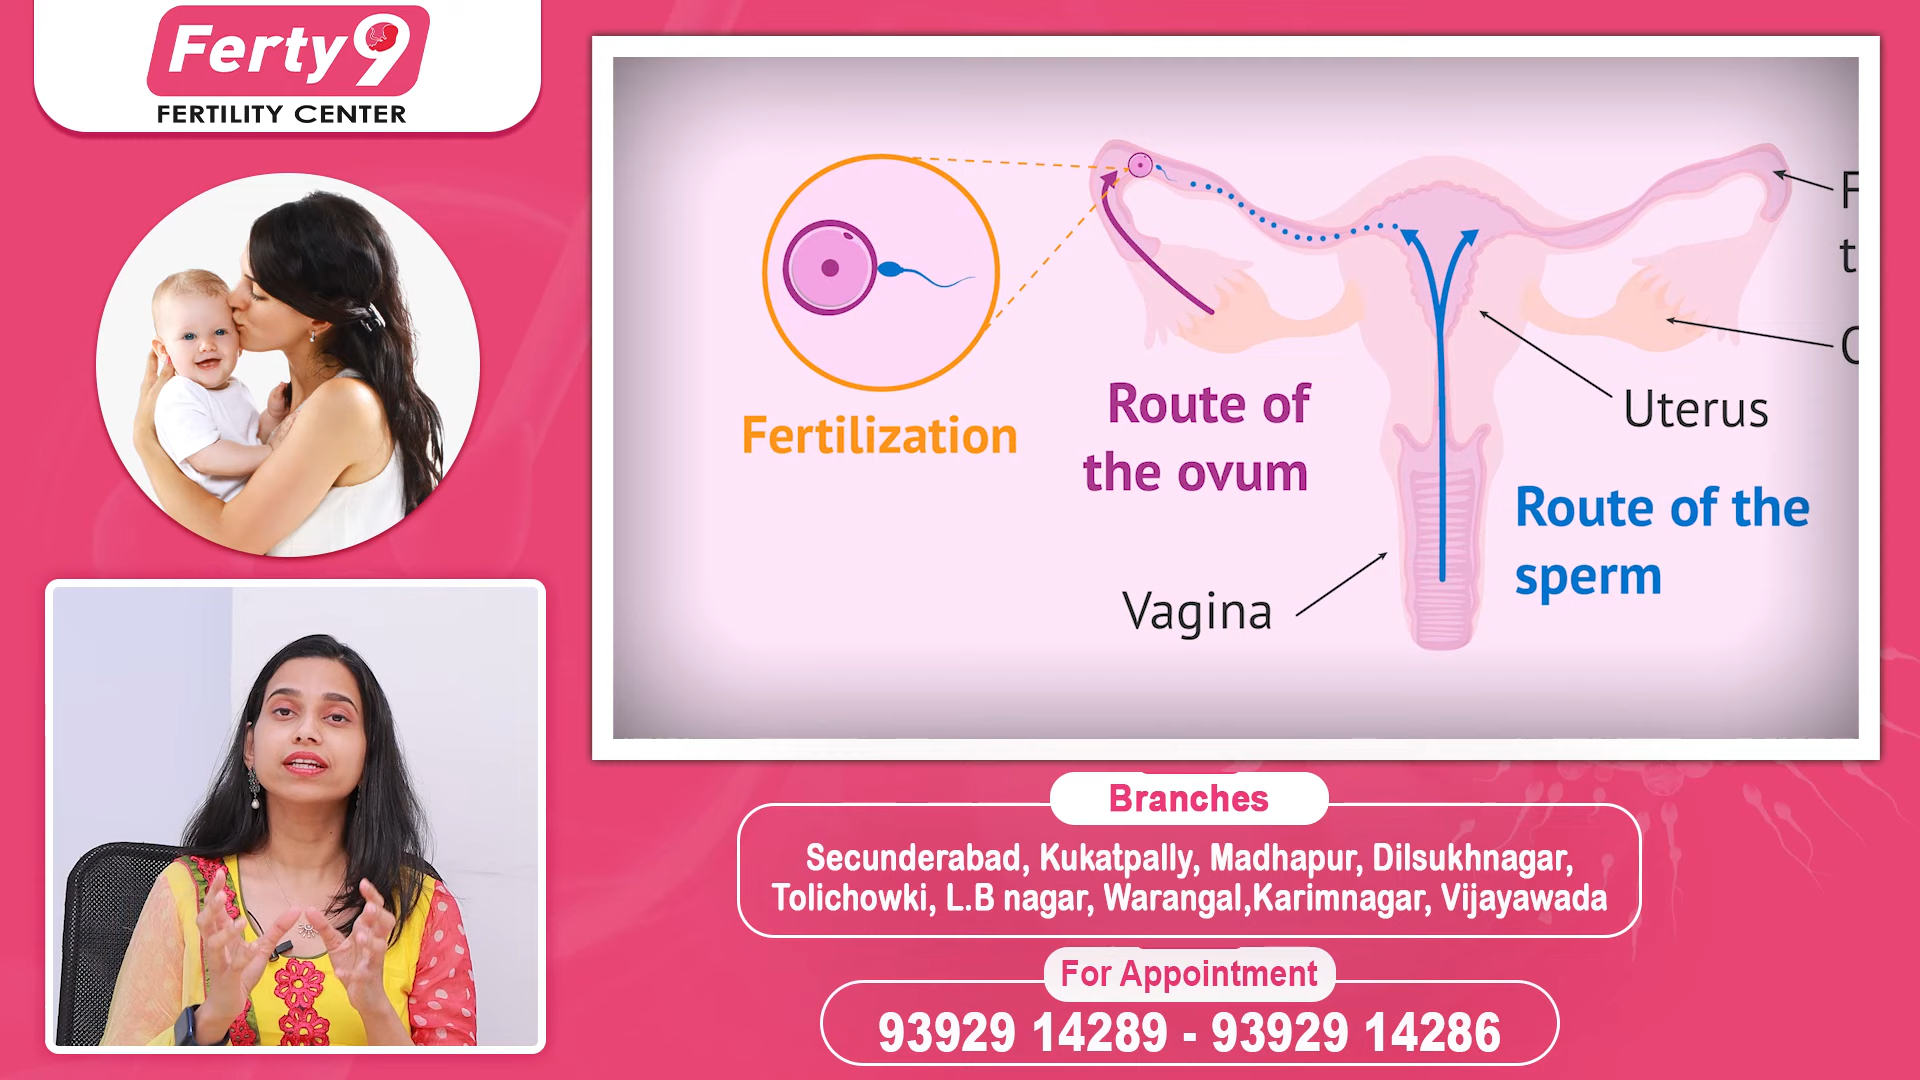 Ferty9
FERTILITY CENTER
Fertilization
Route of
the ovum
Uterus
Route of the
sperm
Vagina
Branches
Secunderabad, Kukatpally, Madhapur, Dilsukhnagar,
Tolichowki, L.B nagar, Warangal,Karimnagar, Vijayawada
For Appointment
93929 14289 - 93929 14286